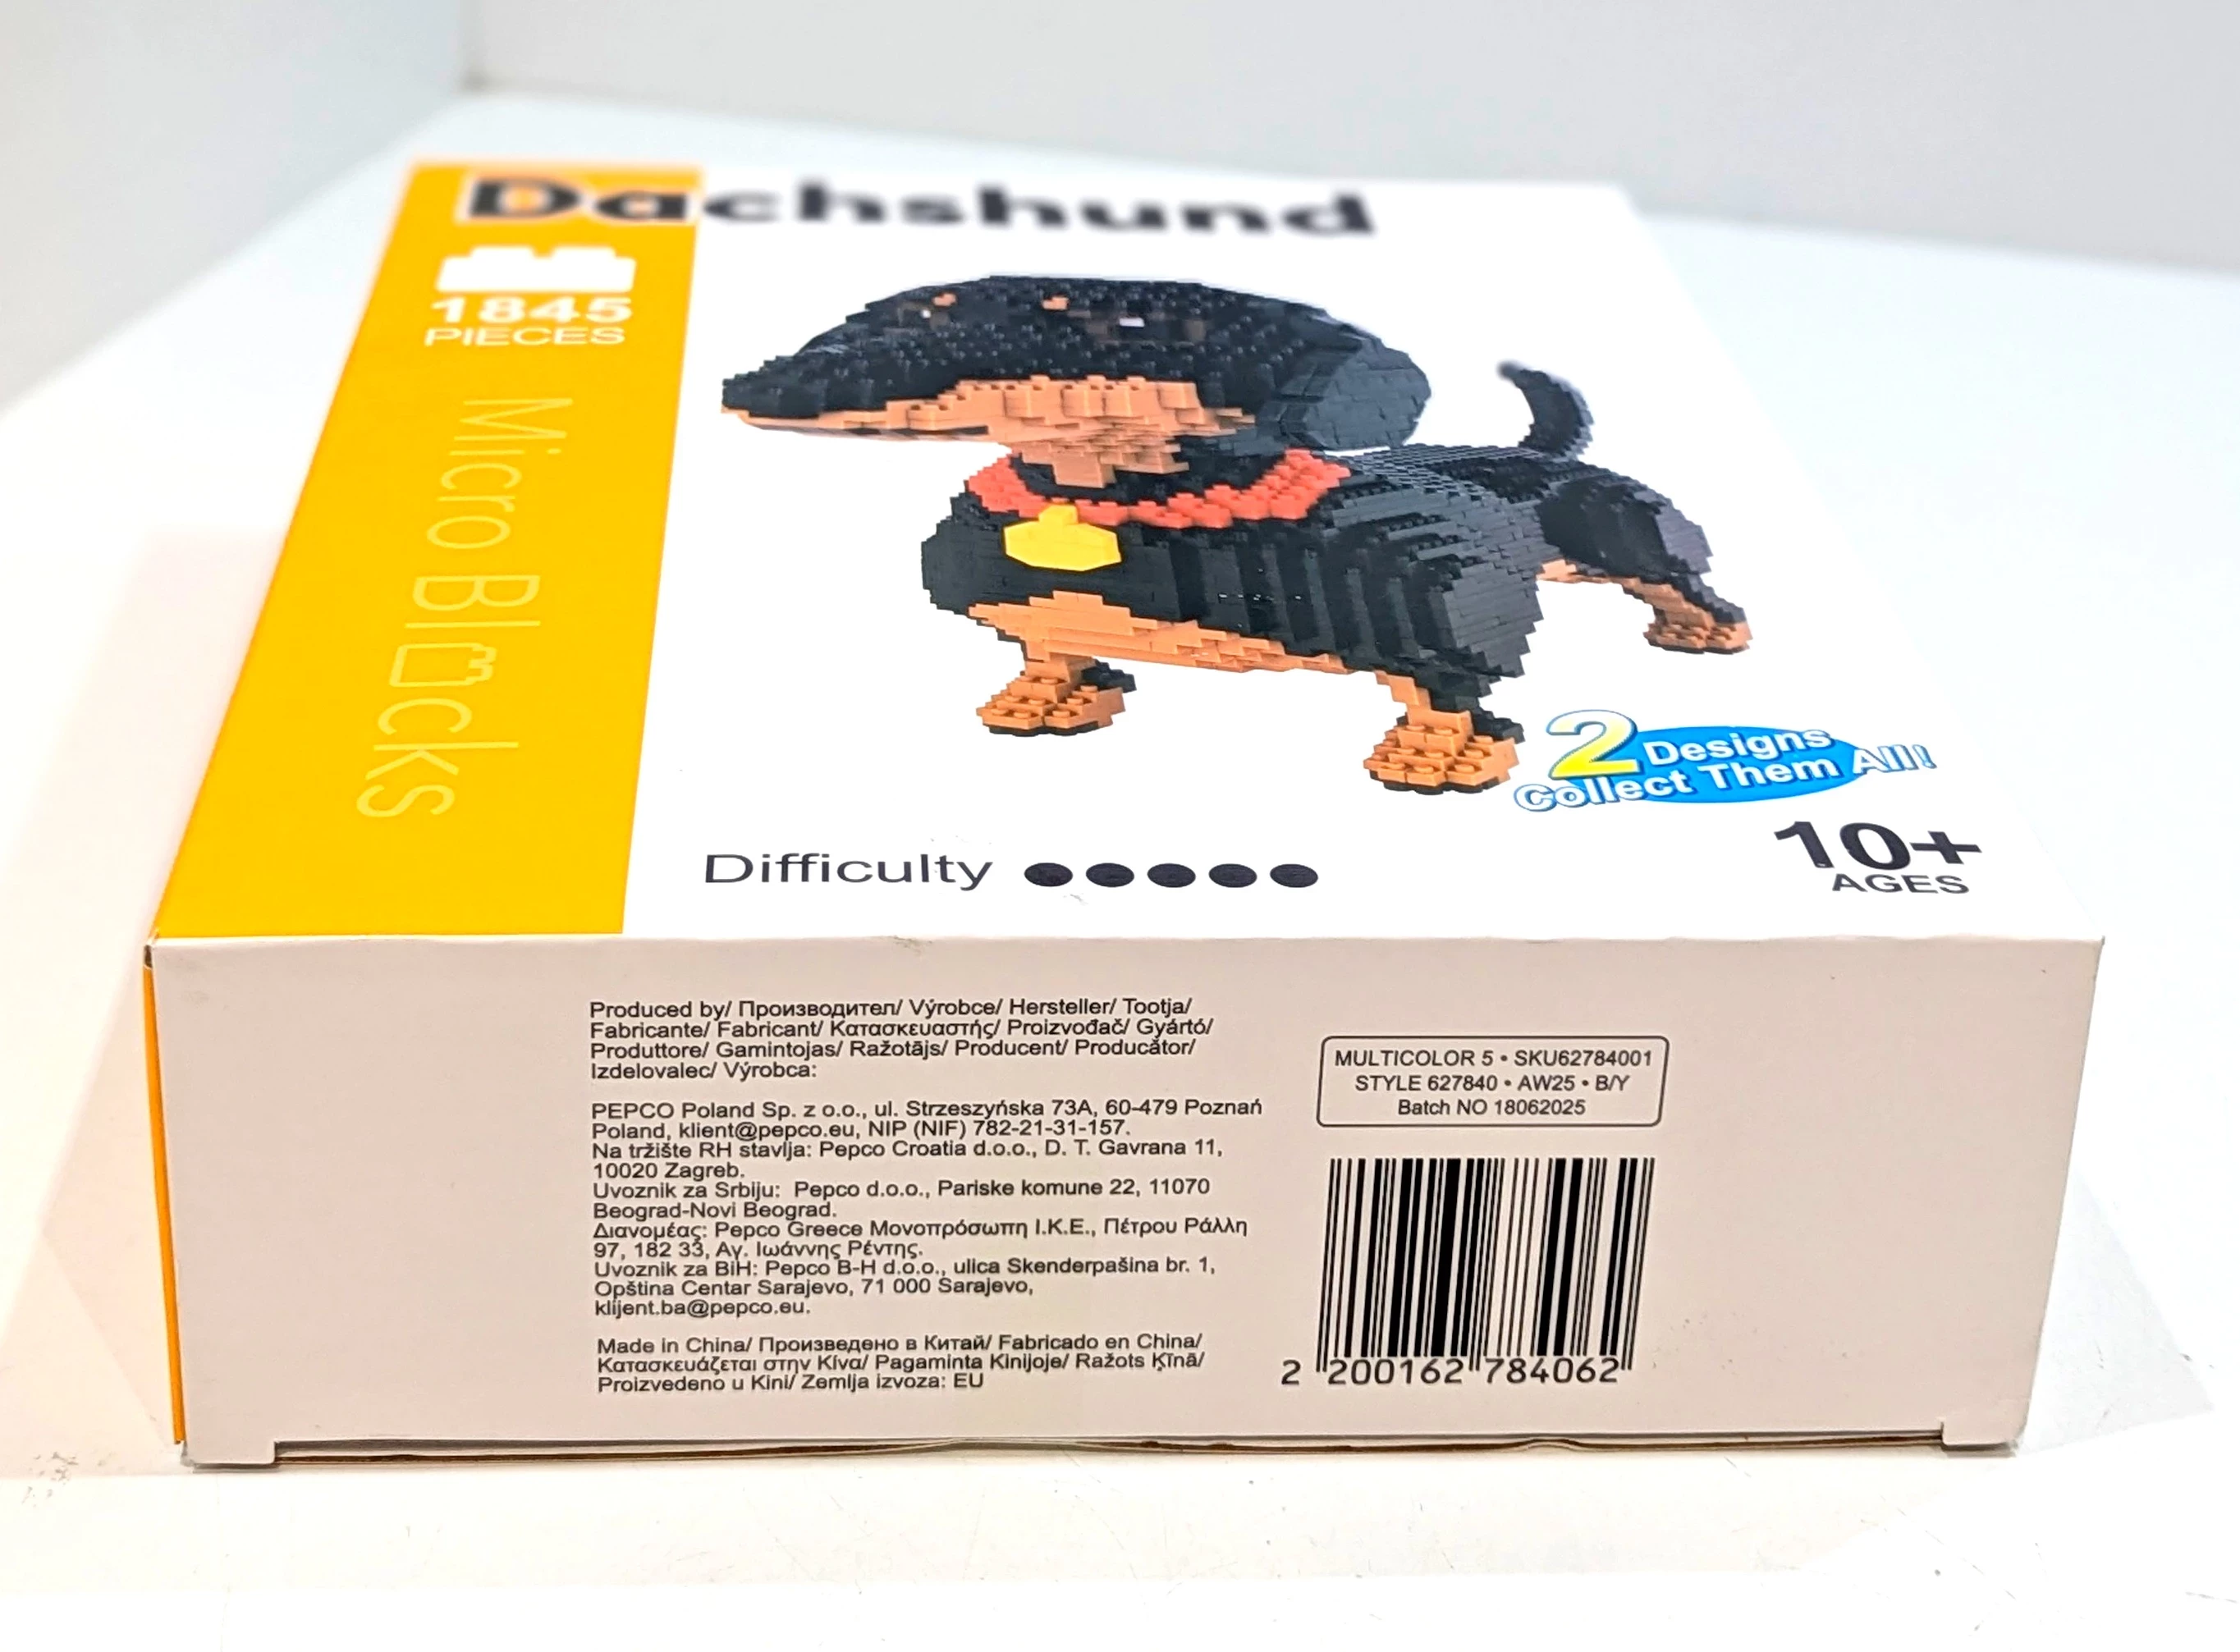 Dachshund
1845
PIECES
Micro Blocks
2 Designs
Collect Them All!
Difficulty
10+
AGES
Produced by/ Производител/ Výrobce/ Hersteller/ Tootja/
Fabricante/ Fabricant/ Κατασκευαστής/ Proizvođač/ Gyártó/
Produttore/ Gamintojas/ Ražotājs/ Producent/ Producător/
Izdelovalec/ Výrobca:
PEPCO Poland Sp. z o.o., ul. Strzeszyńska 73A, 60-479 Poznań
Poland, klient@pepco.eu, NIP (NIF) 782-21-31-157.
Na tržište RH stavlja: Pepco Croatia d.o.o., D. T. Gavrana 11,
10020 Zagreb.
Uvoznik za Srbiju: Pepco d.o.o., Pariske komune 22, 11070
Beograd-Novi Beograd.
Διανομέας: Pepco Greece Μονοπρόσωπη Ι.Κ.Ε., Πέτρου Ράλλη
97, 182 33, Αγ. Ιωάννης Ρέντης.
Uvoznik za BiH: Pepco B-H d.o.o., ulica Skenderpašina br. 1,
Opština Centar Sarajevo, 71 000 Sarajevo,
klijent.ba@pepco.eu.
Made in China/ Произведено в Китай/ Fabricado en China/
Κατασκευάζεται στην Κίνα/ Pagaminta Kinijoje/ Ražots Ķīnā/
Proizvedeno u Kini/ Zemlja izvoza: EU
MULTICOLOR 5 • SKU62784001
STYLE 627840 • AW25 • B/Y
Batch NO 18062025
2 200162 784062